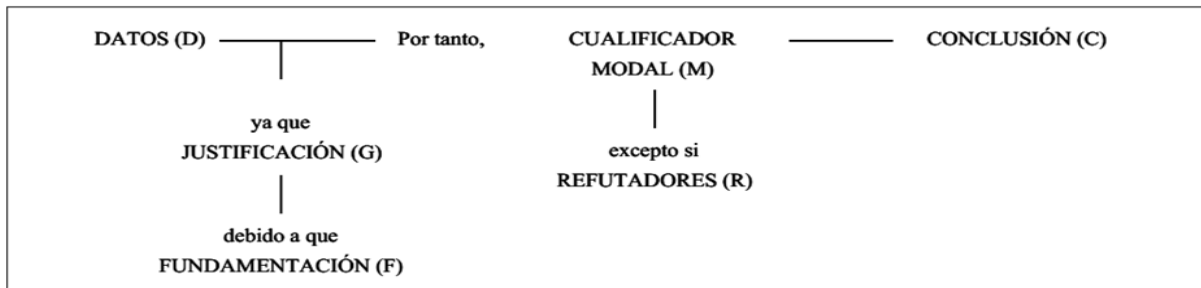 DATOS (D) Por tanto, CUALIFICADOR CONCLUSIÓN (C)
MODAL (M)
ya que
JUSTIFICACIÓN (G)
excepto si
REFUTADORES (R)
debido a que
FUNDAMENTACIÓN (F)